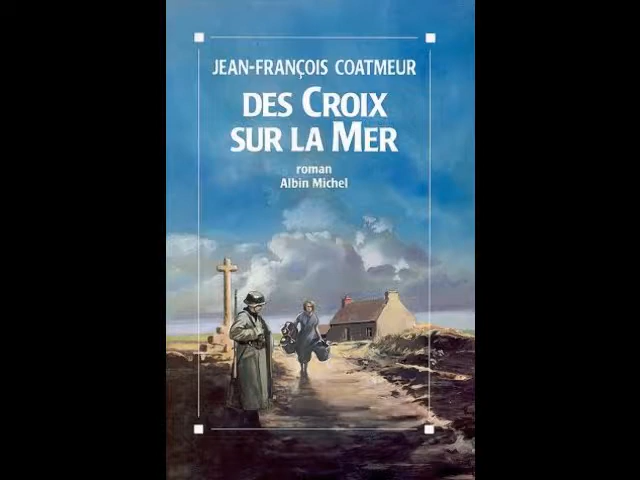 JEAN-FRANÇOIS COATMEUR
DES CROIX
SUR LA MER
roman
Albin Michel